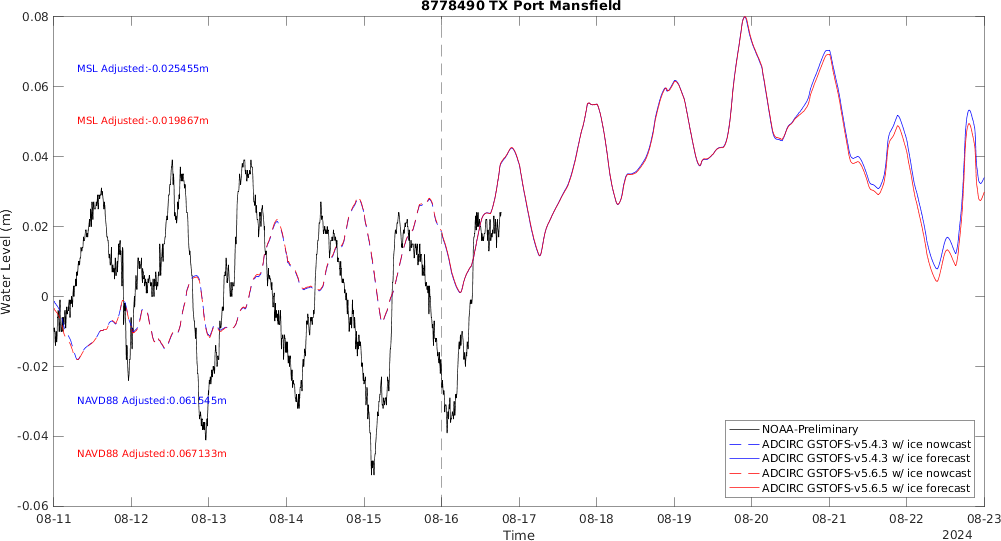 8778490 TX Port Mansfield
0.08
0.06
0.04
0.02
0
-0.02
-0.04
-0.06
Water Level (m)
MSL Adjusted:-0.025455m
MSL Adjusted:-0.019867m
NAVD88 Adjusted:0.061545m
NAVD88 Adjusted:0.067133m
NOAA-Preliminary
ADCIRC GSTOFS-v5.4.3 w/ ice nowcast
ADCIRC GSTOFS-v5.4.3 w/ ice forecast
ADCIRC GSTOFS-v5.6.5 w/ ice nowcast
ADCIRC GSTOFS-v5.6.5 w/ ice forecast
08-11 08-12 08-13 08-14 08-15 08-16 08-17 08-18 08-19 08-20 08-21 08-22 08-23
Time
2024